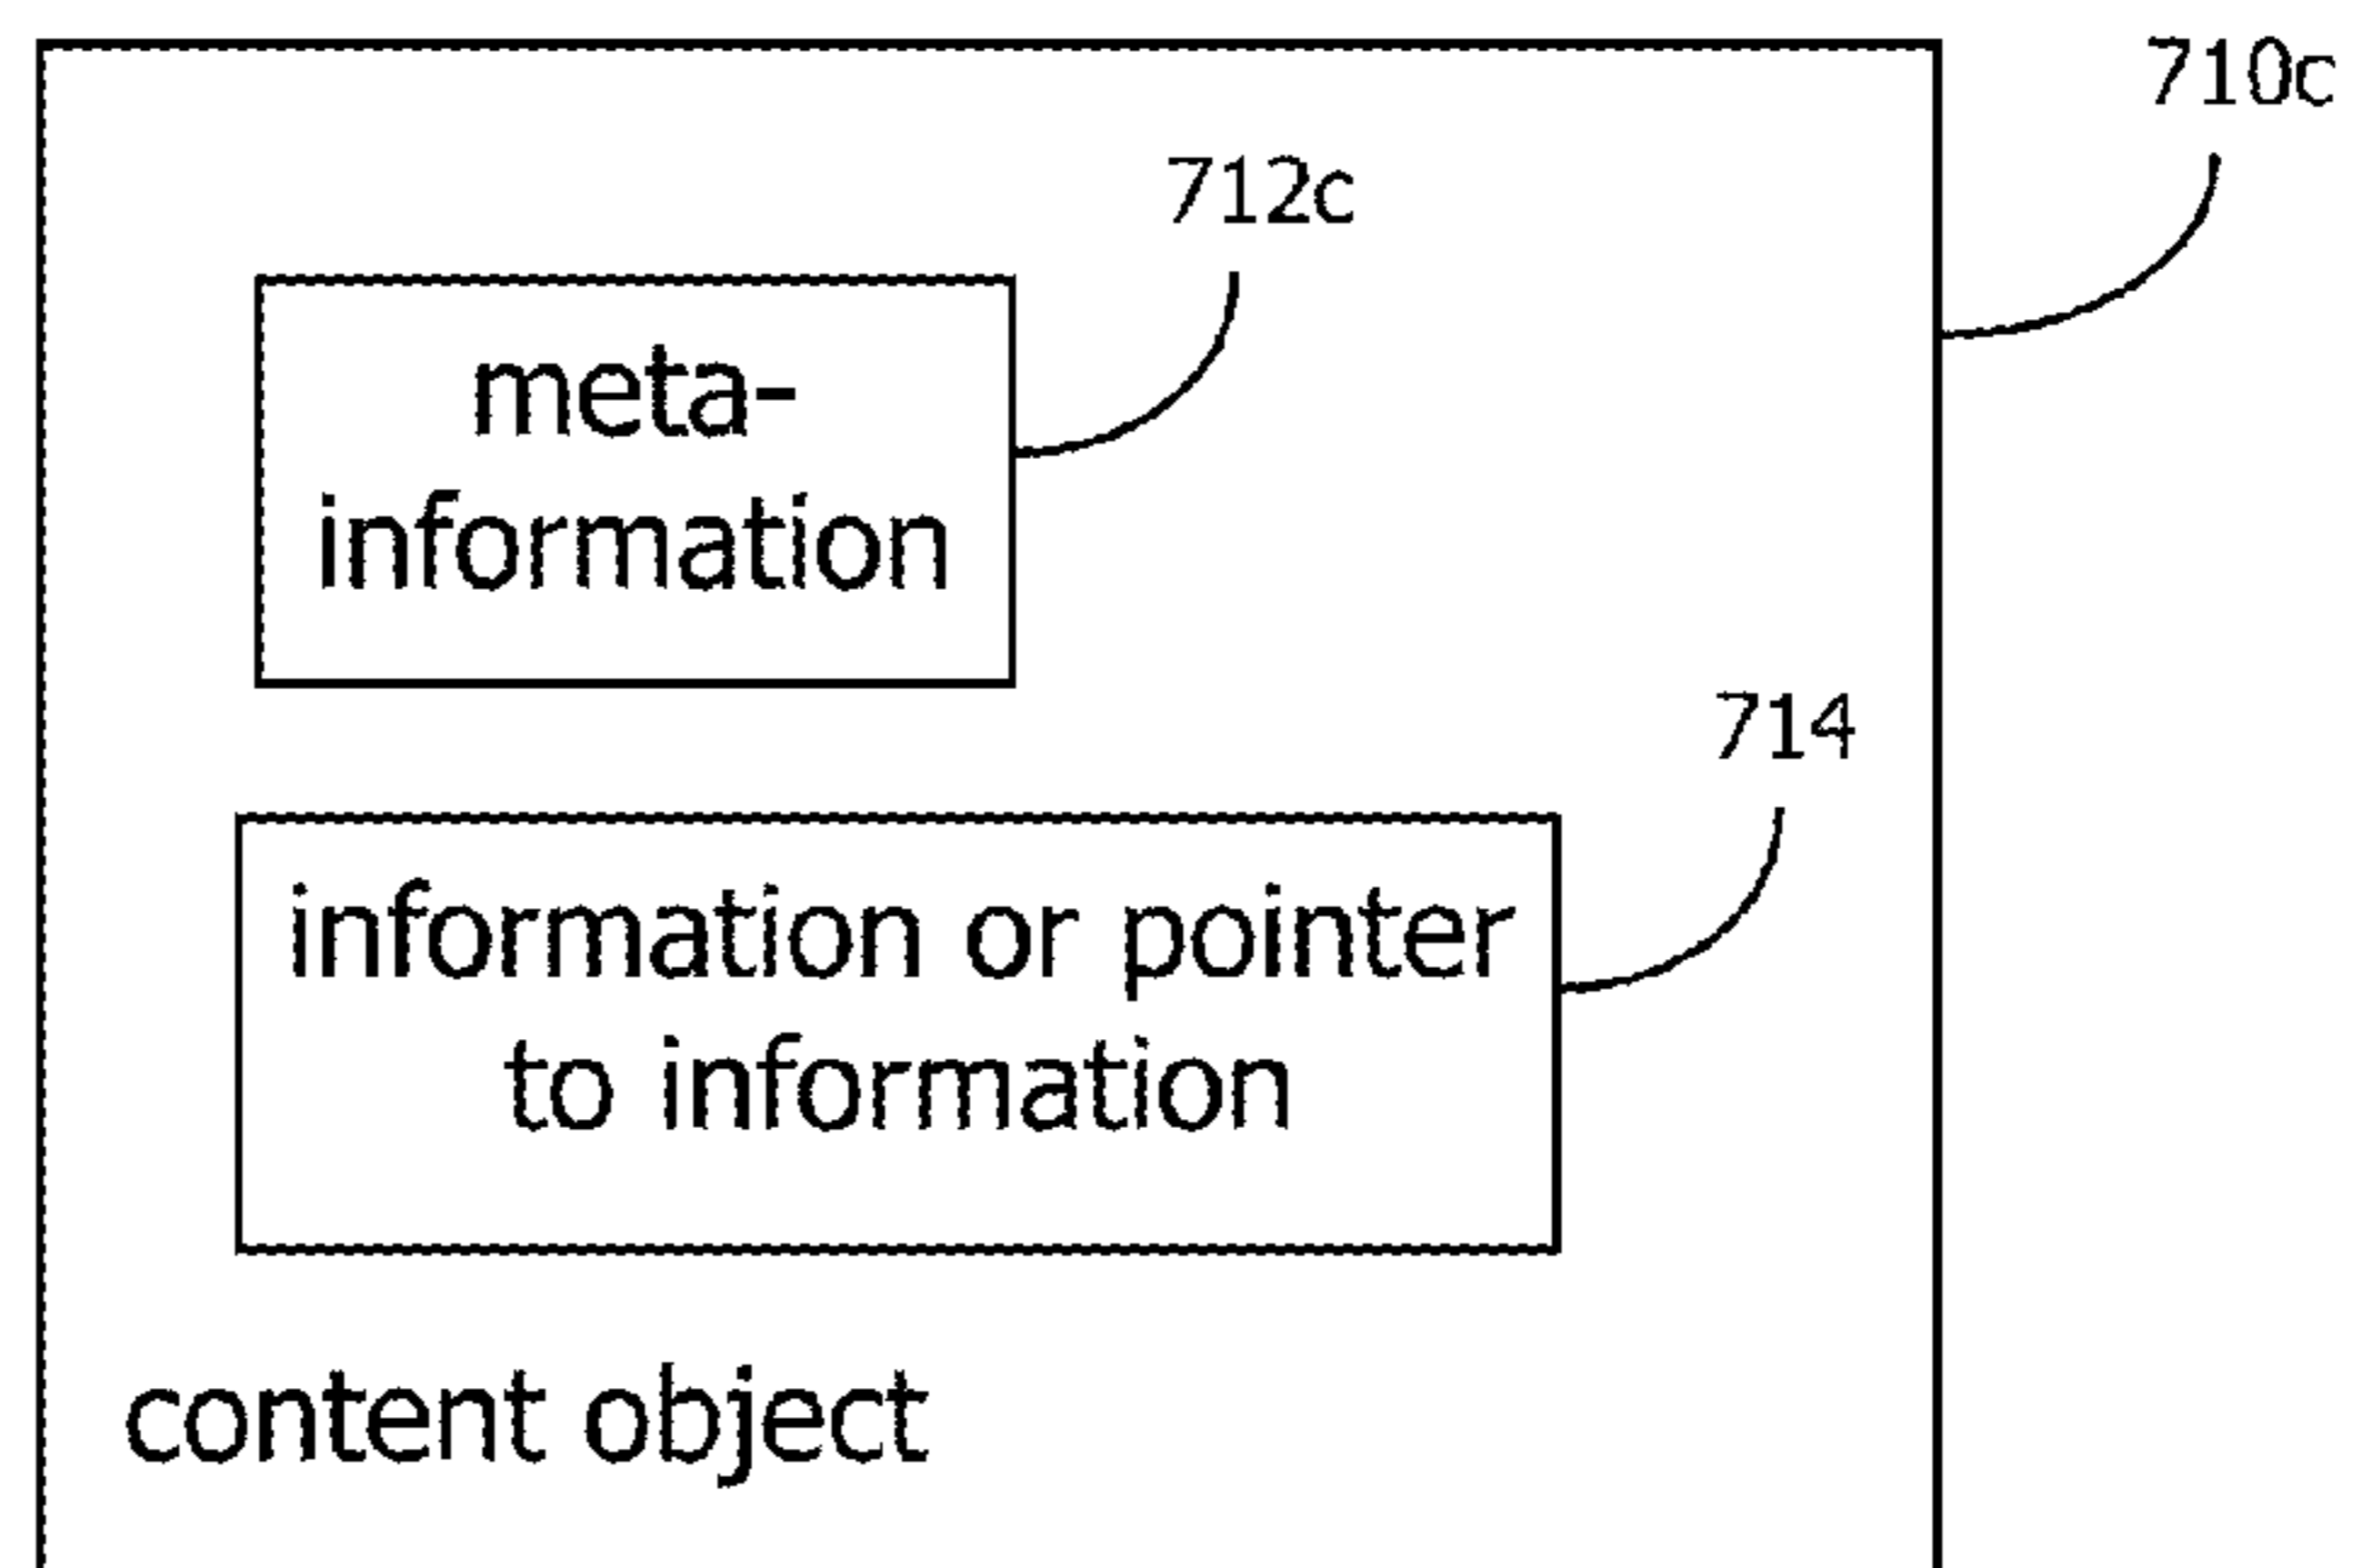 710c
712c
meta-
information
714
information or pointer
to information
content object